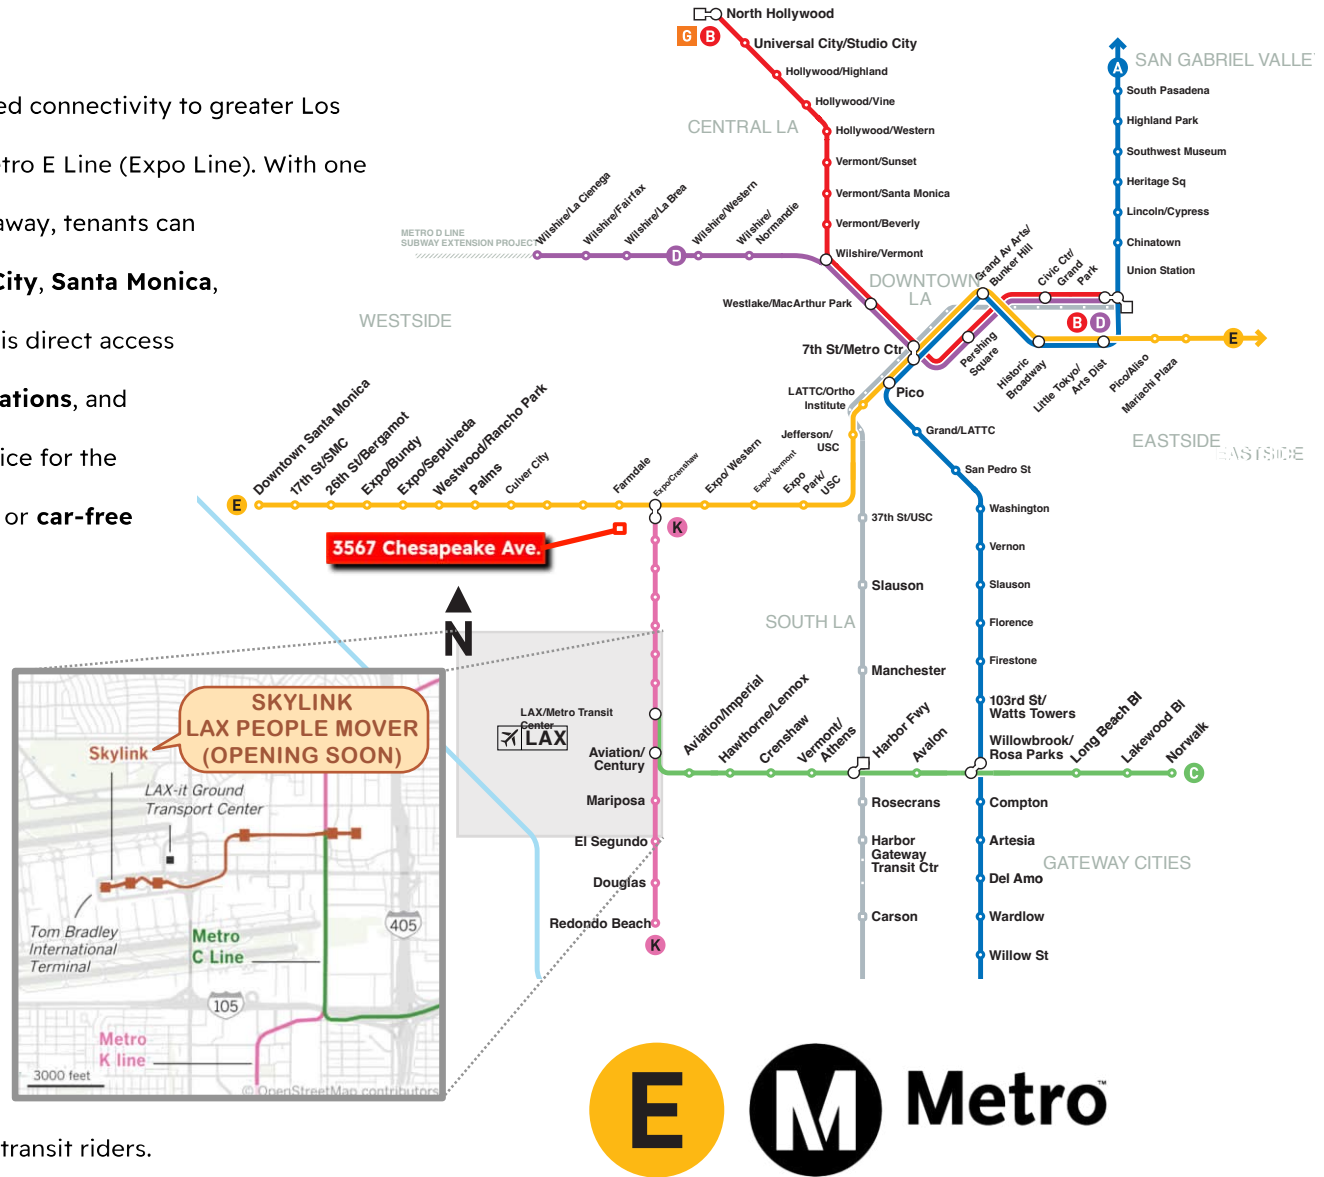 ed connectivity to greater Los
tro E Line (Expo Line). With one
away, tenants can
City, Santa Monica,
is direct access
ations, and
ice for the
or car-free
transit riders.
North Hollywood
G B
Universal City/Studio City
Hollywood/Highland
Hollywood/Vine
Hollywood/Western
Vermont/Sunset
Vermont/Santa Monica
Vermont/Beverly
Wilshire/Vermont
CENTRAL LA
A
SAN GABRIEL VALLE
South Pasadena
Highland Park
Southwest Museum
Heritage Sq
Lincoln/Cypress
Chinatown
Union Station
METRO D LINE
SUBWAY EXTENSION PROJECT
Wilshire/La Cienega
Wilshire/Fairfax
Wilshire/La Brea
D
Wilshire/Western
Wilshire/
Normandie
WESTSIDE
DOWNTOWN
LA
Westlake/MacArthur Park
7th St/Metro Ctr
Grand Av Arts/
Bunker Hill
Civic Ctr/
Grand
Park
B D
E
Pershing
Square
Historic
Broadway
Little Tokyo/
Arts Dist
Pico/Aliso
Mariachi Plaza
EASTSIDE
EASTSIDE
LATTC/Ortho
Institute
Pico
Jefferson/
USC
Grand/LATTC
San Pedro St
Washington
Vernon
Slauson
Florence
Firestone
103rd St/
Watts Towers
Willowbrook/
Rosa Parks
Compton
Artesia
Del Amo
Wardlow
Willow St
GATEWAY CITIES
E
Downtown Santa Monica
17th St/SMC
26th St/Bergamot
Expo/Bundy
Expo/Sepulveda
Westwood/Rancho Park
Palms
Culver City
Farmdale
Expo/Crenshaw
Expo/ Western
Expo/ Vermont
Expo
Park/
USC
3567 Chesapeake Ave.
K
N
SOUTH LA
37th St/USC
Slauson
Manchester
Harbor Fwy
Rosecrans
Harbor
Gateway
Transit Ctr
Carson
LAX/Metro Transit
Center
LAX
Aviation/
Century
Mariposa
El Segundo
Douglas
Redondo Beach
K
Aviation/Imperial
Hawthorne/Lennox
Crenshaw
Vermont/
Athens
Avalon
Long Beach Bl
Lakewood Bl
Norwalk
C
SKYLINK
LAX PEOPLE MOVER
(OPENING SOON)
Skylink
LAX-it Ground
Transport Center
Tom Bradley
International
Terminal
Metro
C Line
405
105
Metro
K line
3000 feet
© OpenStreetMap contributors
E
M
Metro™